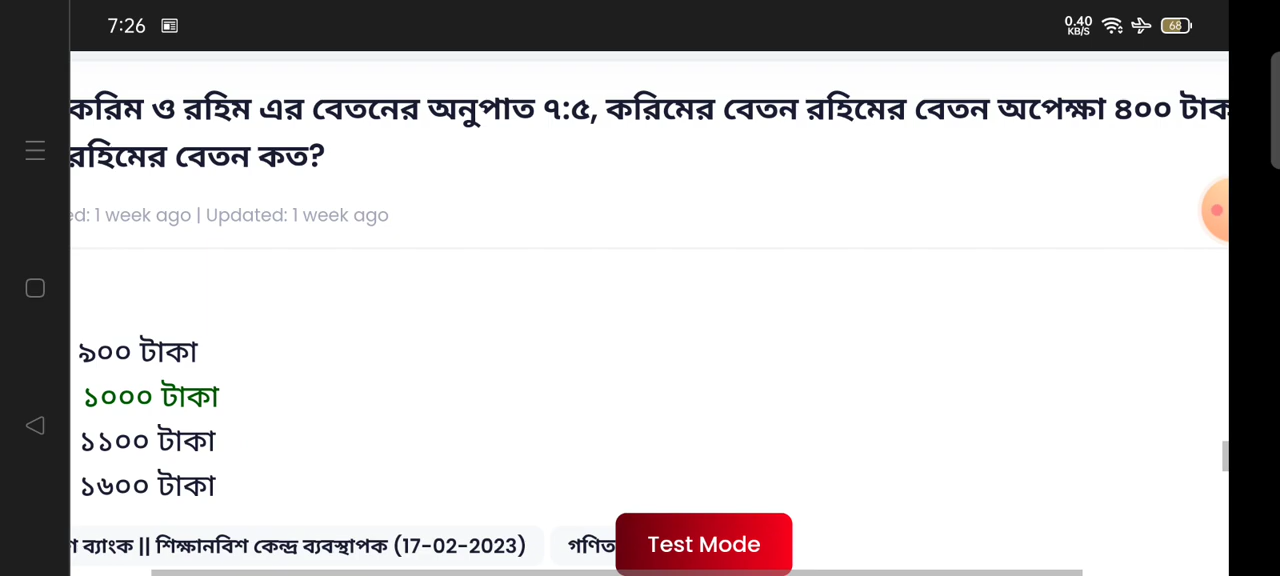 7:26
0.40
KB/S
68
করিম ও রহিম এর বেতনের অনুপাত ৭:৫, করিমের বেতন রহিমের বেতন অপেক্ষা ৪০০
রহিমের বেতন কত?
1 week ago | Updated: 1 week ago
৯০০ টাকা
১০০০ টাকা
১১০০ টাকা
১৬০০ টাকা
ব্যাংক || শিক্ষানবিশ কেন্দ্র ব্যবস্থাপক (17-02-2023)
গণিত
Test Mode